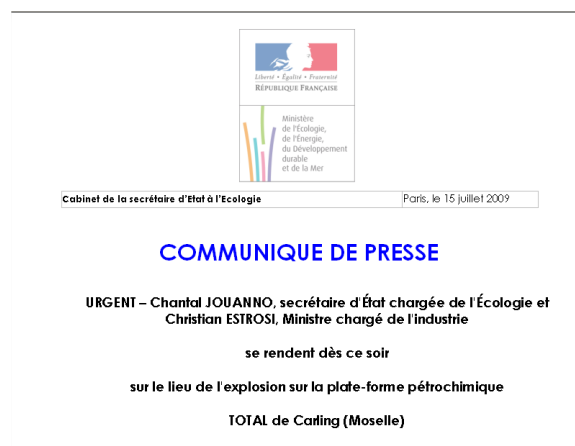 Liberté • Égalité • Fraternité
RÉPUBLIQUE FRANÇAISE
Ministère
de l'Écologie,
de l'Énergie,
du Développement
durable
et de la Mer
Cabinet de la secrétaire d'Etat à l'Ecologie
Paris, le 15 juillet 2009
COMMUNIQUE DE PRESSE
URGENT – Chantal JOUANNO, secrétaire d'État chargée de l'Écologie et
Christian ESTROSI, Ministre chargé de l'industrie
se rendent dès ce soir
sur le lieu de l'explosion sur la plate-forme pétrochimique
TOTAL de Carling (Moselle)